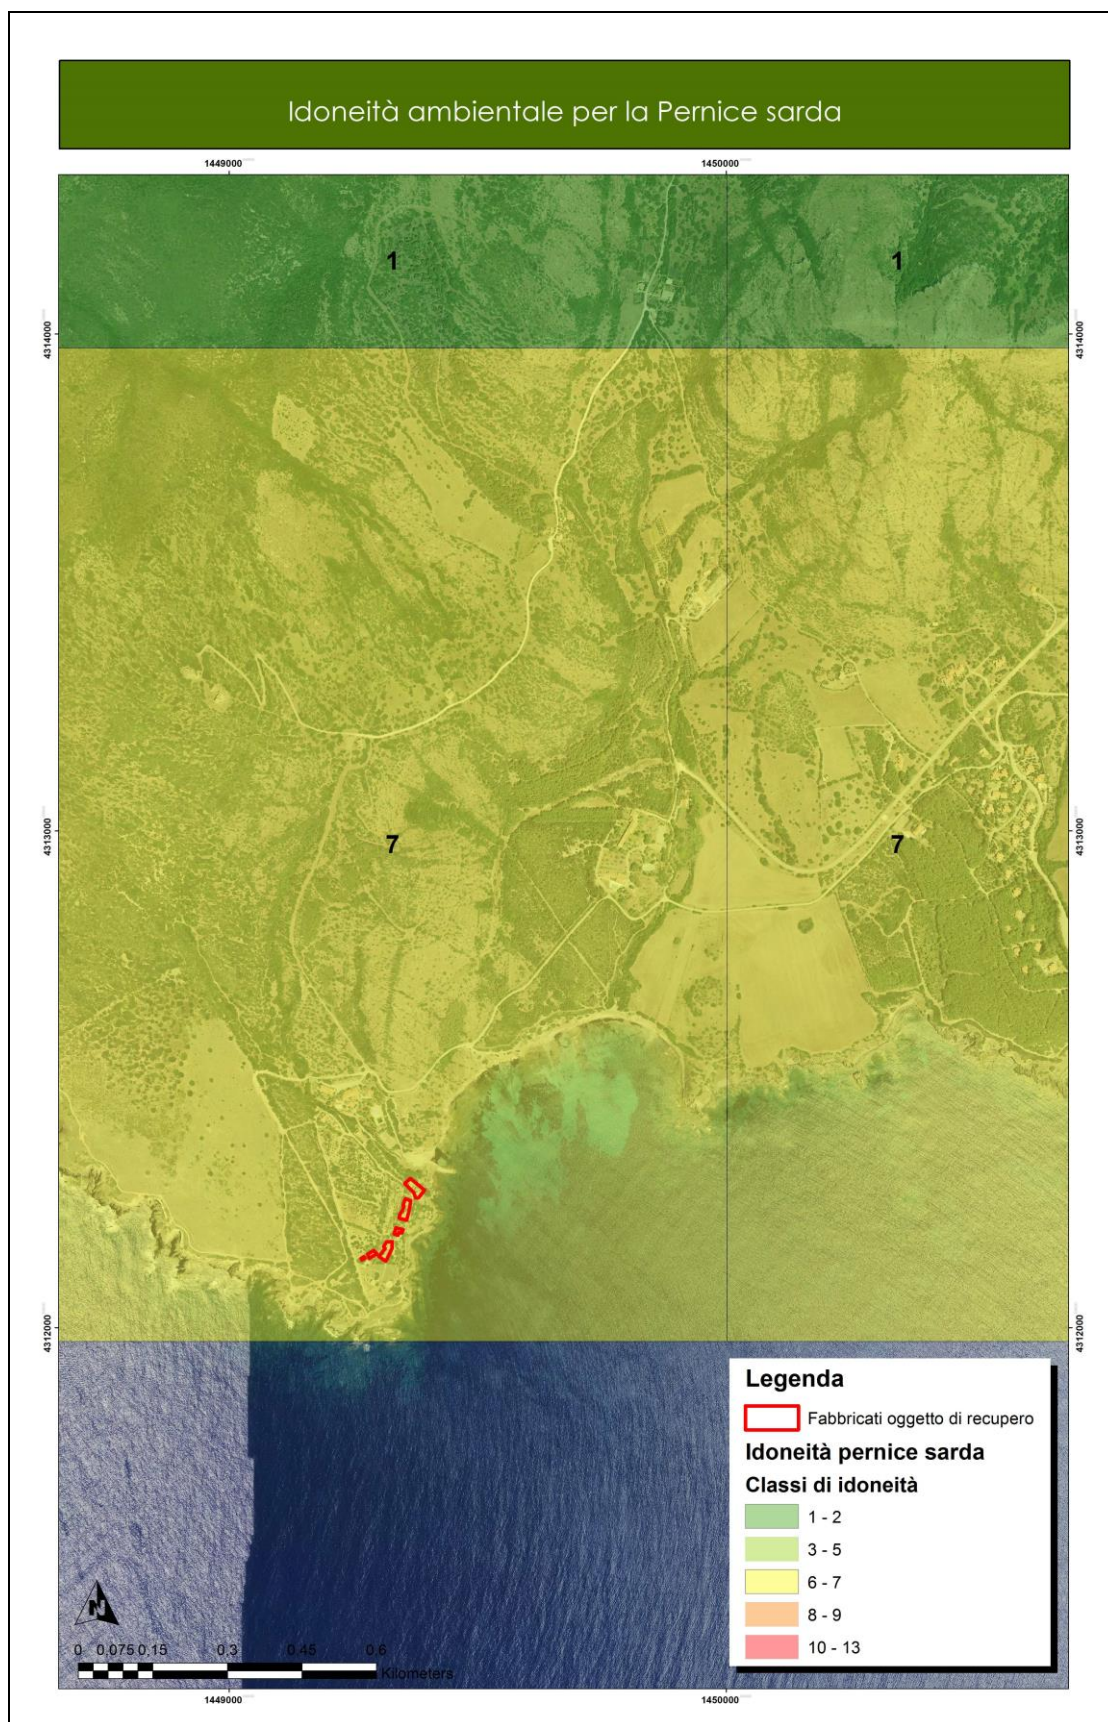 Idoneità ambientale per la Pernice sarda
1449000
1450000
1
1
4314000
4314000
7
7
4313000
4313000
4312000
4312000
Legenda
Fabbricati oggetto di recupero
Idoneità pernice sarda
Classi di idoneità
1 - 2
3 - 5
6 - 7
8 - 9
10 - 13
N
0 0,075 0,15 0,3 0,45 0,6
Kilometers
1449000
1450000